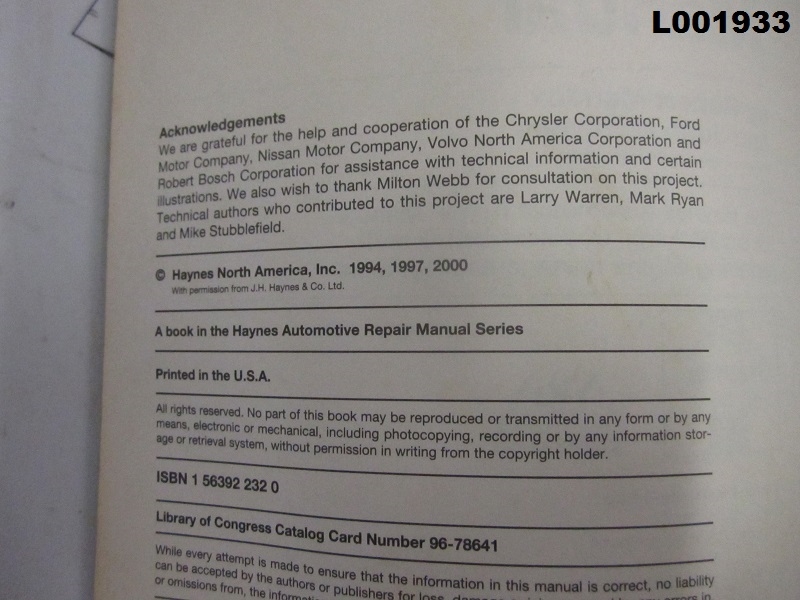 L001933
Acknowledgements
We are grateful for the help and cooperation of the Chrysler Corporation, Ford
Motor Company, Nissan Motor Company, Volvo North America Corporation and
Robert Bosch Corporation for assistance with technical information and certain
illustrations. We also wish to thank Milton Webb for consultation on this project.
Technical authors who contributed to this project are Larry Warren, Mark Ryan
and Mike Stubblefield.
© Haynes North America, Inc. 1994, 1997, 2000
With permission from J.H. Haynes & Co. Ltd.
A book in the Haynes Automotive Repair Manual Series
Printed in the U.S.A.
All rights reserved. No part of this book may be reproduced or transmitted in any form or by any
means, electronic or mechanical, including photocopying, recording or by any information stor-
age or retrieval system, without permission in writing from the copyright holder.
ISBN 1 56392 232 0
Library of Congress Catalog Card Number 96-78641
While every attempt is made to ensure that the information in this manual is correct, no liability
can be accepted by the authors or publishers for loss, errors in
or omissions from, the